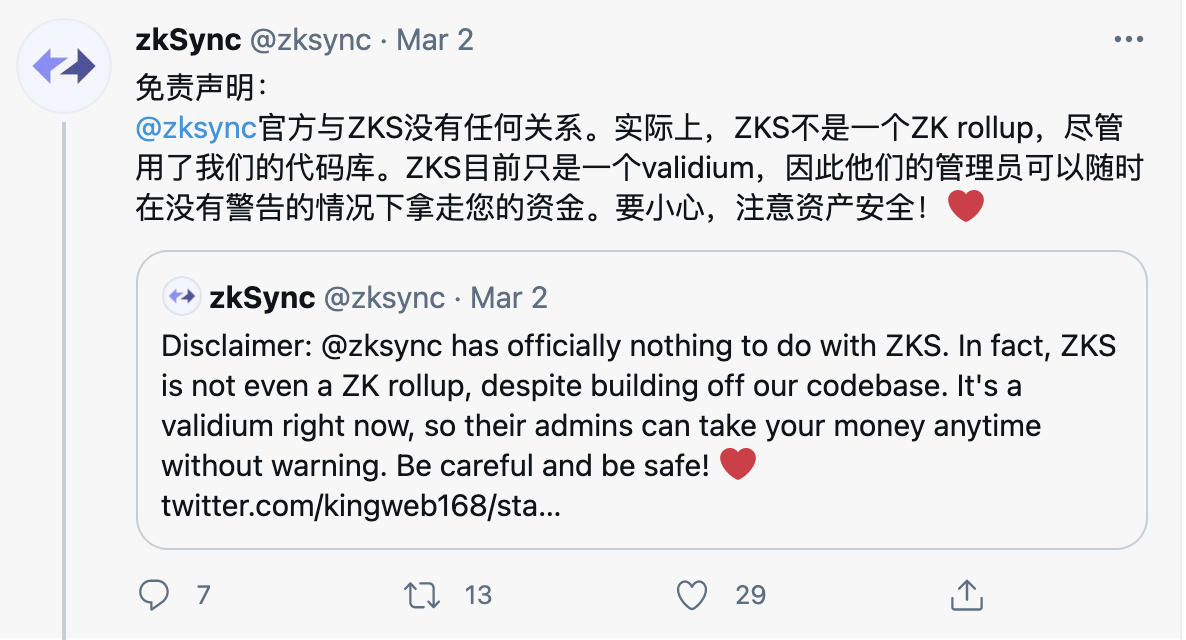 zkSync @zksync · Mar 2
免责声明：
@zksync官方与ZKS没有任何关系。实际上，ZKS不是一个ZK rollup，尽管
用了我们的代码库。ZKS目前只是一个validium，因此他们的管理员可以随时
在没有警告的情况下拿走您的资金。要小心，注意资产安全！❤️
zkSync @zksync · Mar 2
Disclaimer: @zksync has officially nothing to do with ZKS. In fact, ZKS
is not even a ZK rollup, despite building off our codebase. It's a
validium right now, so their admins can take your money anytime
without warning. Be careful and be safe! ❤️
twitter.com/kingweb168/sta...
7 13 29